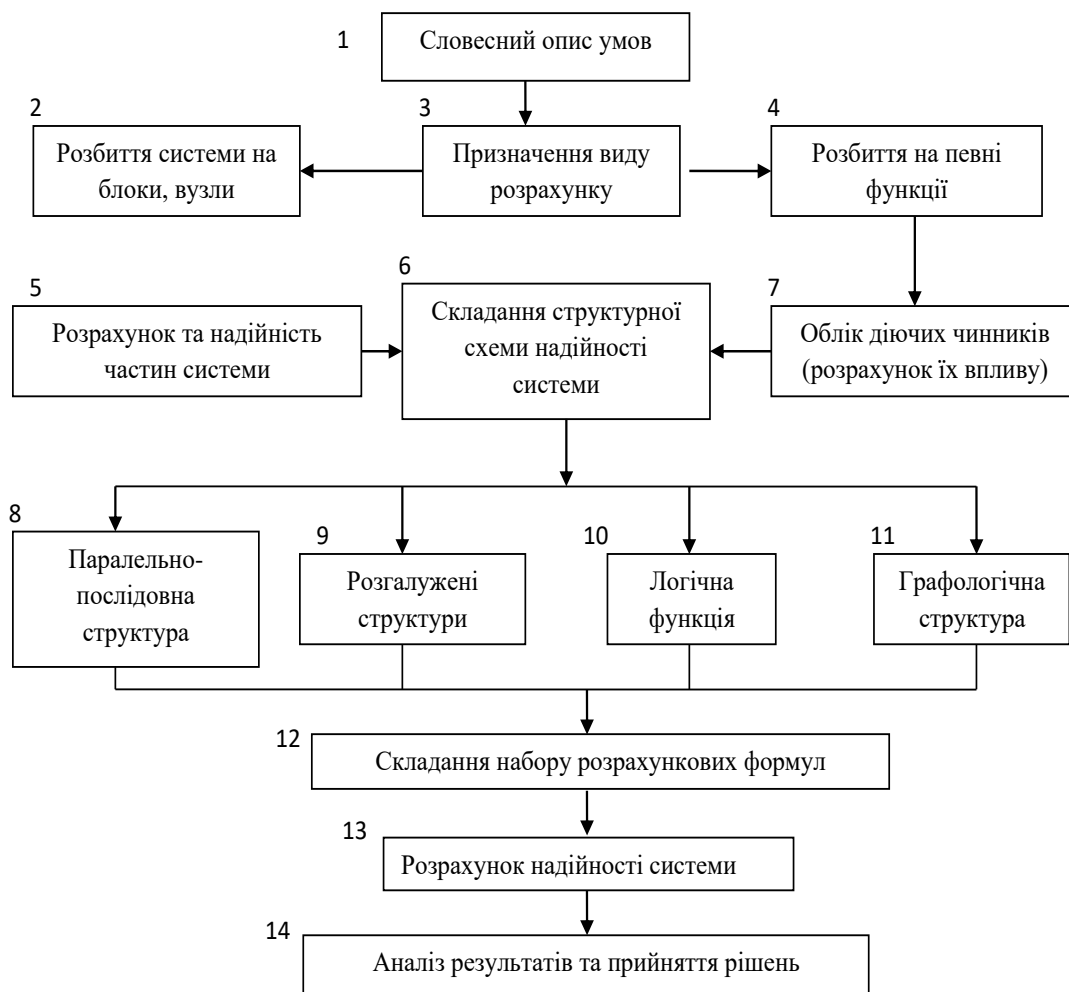 1
Словесний опис умов
2
Розбиття системи на
блоки, вузли
3
Призначення виду
розрахунку
4
Розбиття на певні
функції
5
Розрахунок та надійність
частин системи
6
Складання структурної
схеми надійності
системи
7
Облік діючих чинників
(розрахунок їх впливу)
8
Паралельно-
послідовна
структура
9
Розгалужені
структури
10
Логічна
функція
11
Графологічна
структура
12
Складання набору розрахункових формул
13
Розрахунок надійності системи
14
Аналіз результатів та прийняття рішень